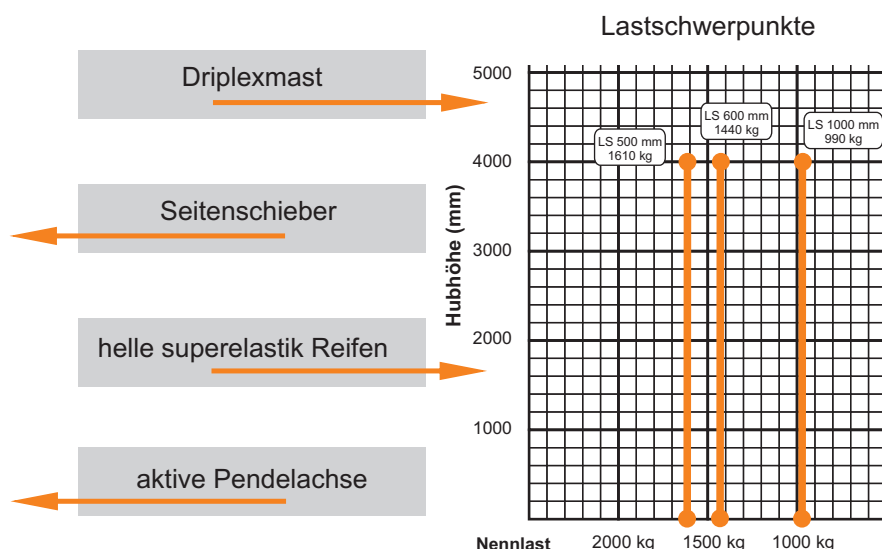 Driplexmast
Seitenschieber
helle superelastik Reifen
aktive Pendelachse
Lastschwerpunkte
Hubhöhe (mm)
5000
4000
3000
2000
1000
LS 500 mm
1610 kg
LS 600 mm
1440 kg
LS 1000 mm
990 kg
Nennlast 2000 kg 1500 kg 1000 kg